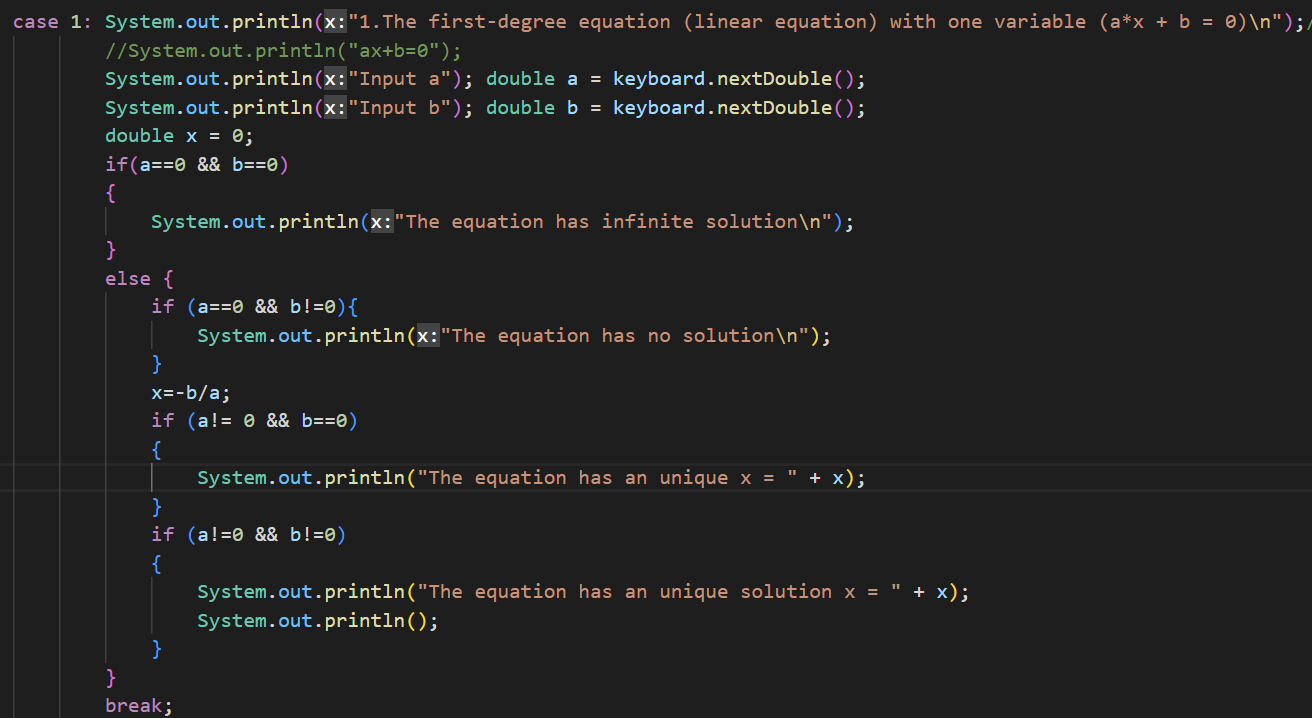 case 1: System.out.println(x:"1.The first-degree equation (linear equation) with one variable (a*x + b = 0)\n");/
//System.out.println("ax+b=0");
System.out.println(x:"Input a"); double a = keyboard.nextDouble();
System.out.println(x:"Input b"); double b = keyboard.nextDouble();
double x = 0;
if(a==0 && b==0)
{
System.out.println(x:"The equation has infinite solution\n");
}
else {
if (a==0 && b!=0){
System.out.println(x:"The equation has no solution\n");
}
x=-b/a;
if (a!= 0 && b==0)
{
System.out.println("The equation has an unique x = " + x);
}
if (a!=0 && b!=0)
{
System.out.println("The equation has an unique solution x = " + x);
System.out.println();
}
}
break;